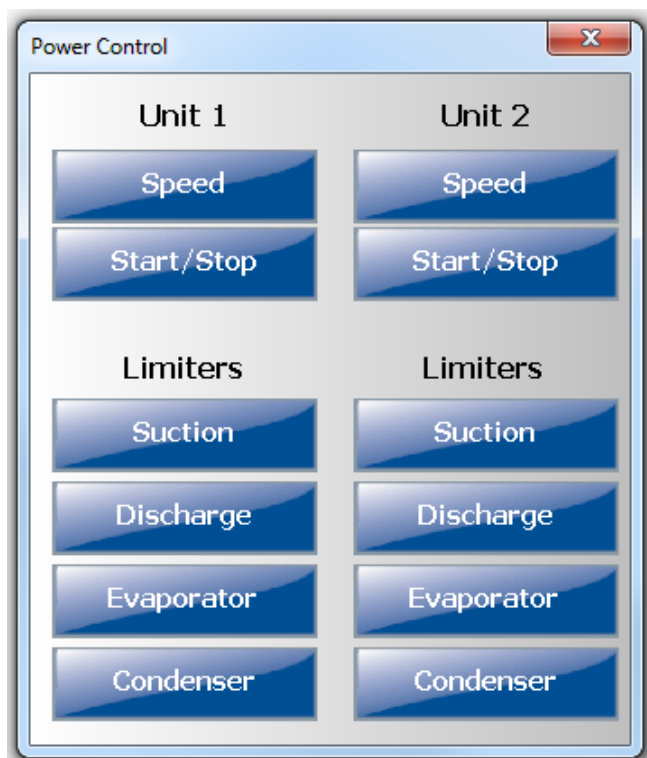 Power Control
Unit 1 Unit 2
Speed Speed
Start/Stop Start/Stop
Limiters Limiters
Suction Suction
Discharge Discharge
Evaporator Evaporator
Condenser Condenser